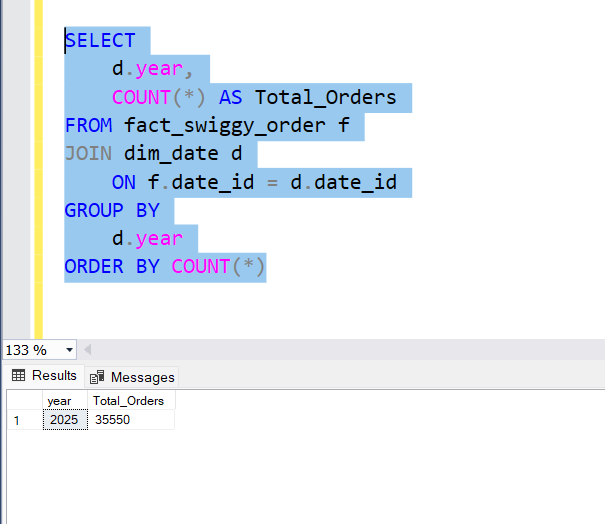 SELECT
d.year,
COUNT(*) AS Total_Orders
FROM fact_swiggy_order f
JOIN dim_date d
ON f.date_id = d.date_id
GROUP BY
d.year
ORDER BY COUNT(*)
133 %
Results Messages
year Total_Orders
1 2025 35550